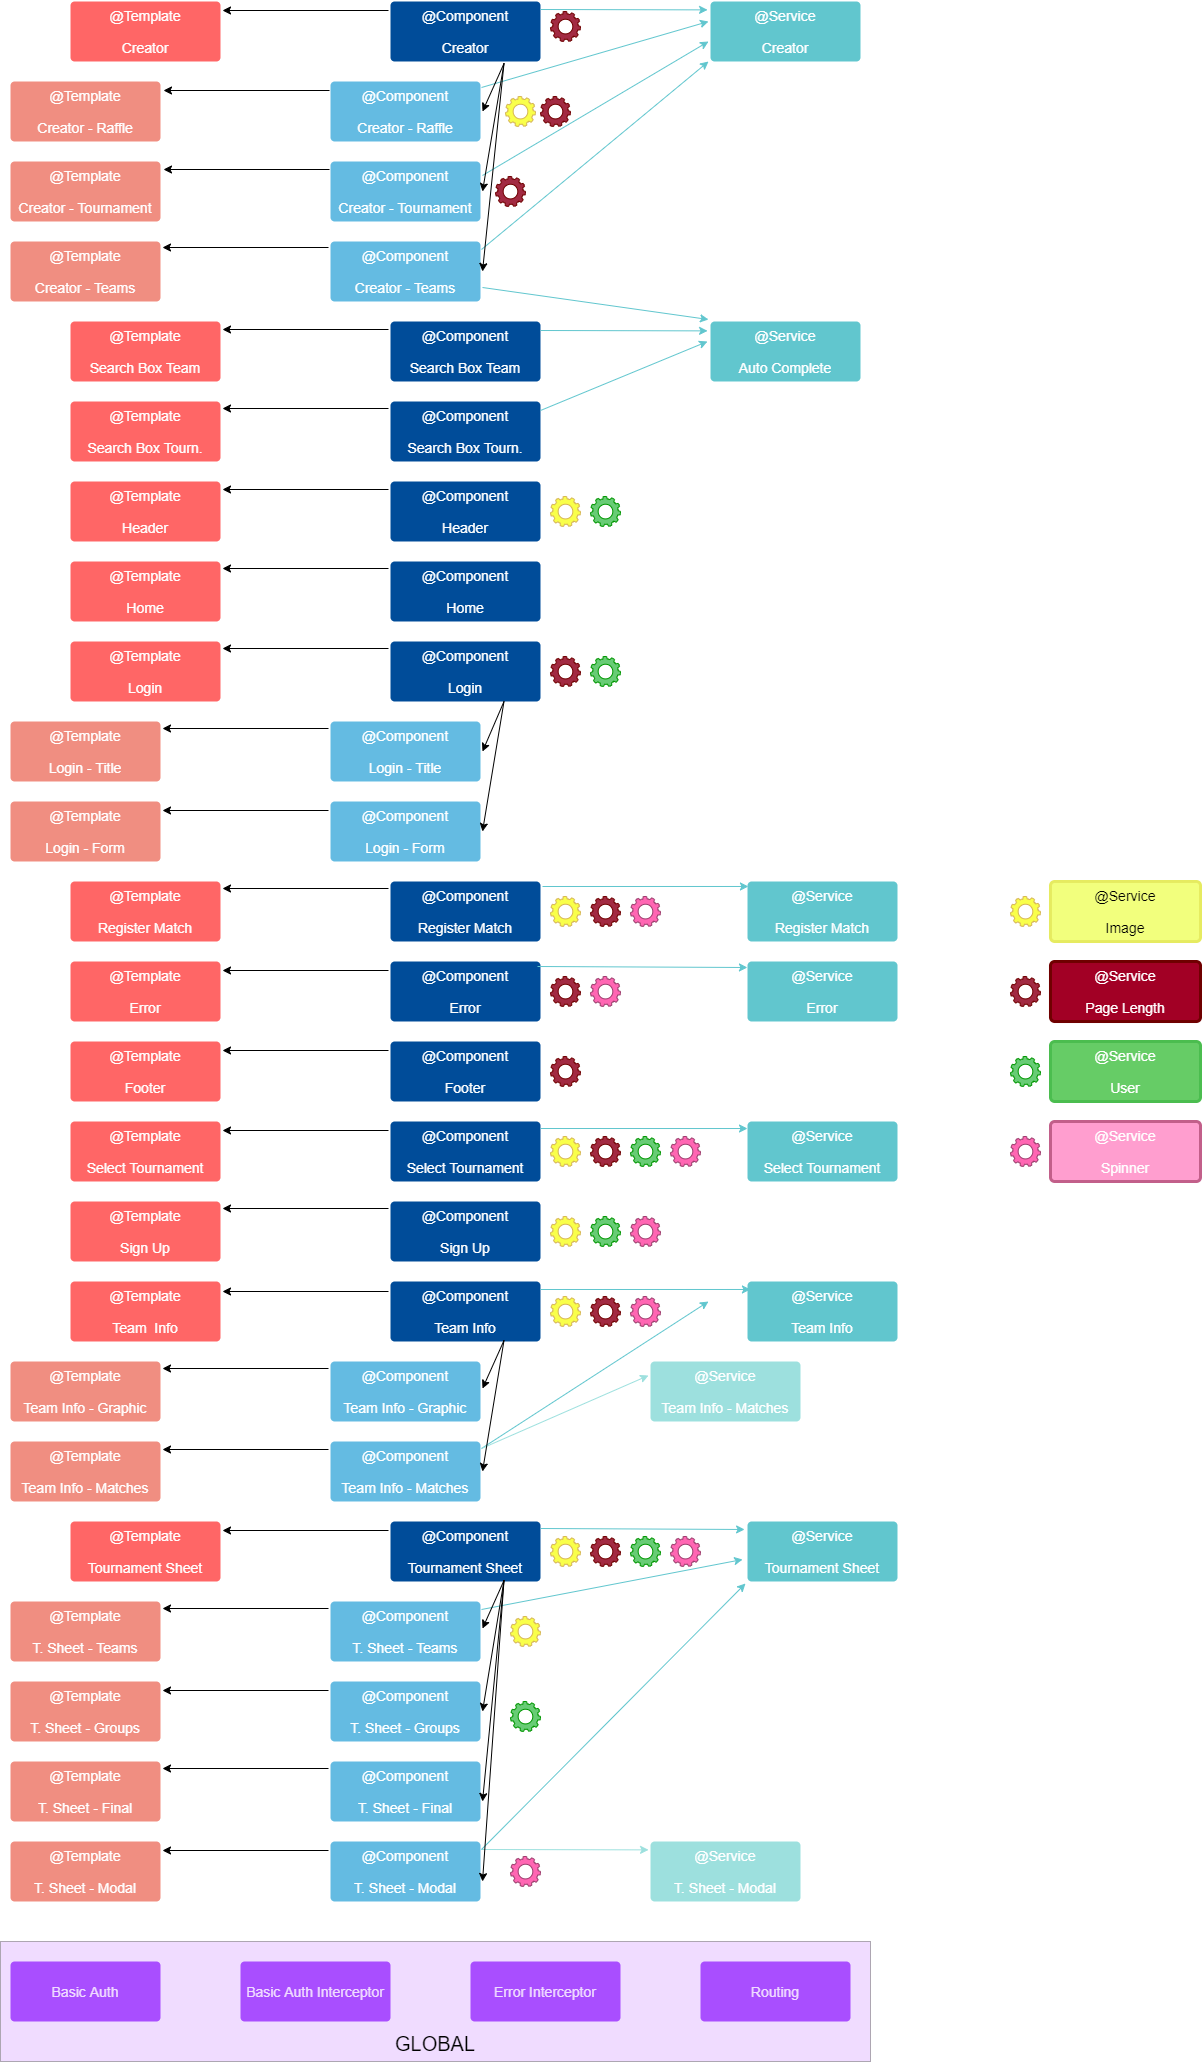 @Template
Creator
@Component
Creator
@Service
Creator
@Template
Creator - Raffle
@Component
Creator - Raffle
@Template
Creator - Tournament
@Component
Creator - Tournament
@Template
Creator - Teams
@Component
Creator - Teams
@Template
Search Box Team
@Component
Search Box Team
@Service
Auto Complete
@Template
Search Box Tourn.
@Component
Search Box Tourn.
@Template
Header
@Component
Header
@Template
Home
@Component
Home
@Template
Login
@Component
Login
@Template
Login - Title
@Component
Login - Title
@Template
Login - Form
@Component
Login - Form
@Template
Register Match
@Component
Register Match
@Service
Register Match
@Service
Image
@Template
Error
@Component
Error
@Service
Error
@Service
Page Length
@Template
Footer
@Component
Footer
@Service
User
@Template
Select Tournament
@Component
Select Tournament
@Service
Select Tournament
@Service
Spinner
@Template
Sign Up
@Component
Sign Up
@Template
Team  Info
@Component
Team Info
@Service
Team Info
@Template
Team Info - Graphic
@Component
Team Info - Graphic
@Service
Team Info - Matches
@Template
Team Info - Matches
@Component
Team Info - Matches
@Template
Tournament Sheet
@Component
Tournament Sheet
@Service
Tournament Sheet
@Template
T. Sheet - Teams
@Component
T. Sheet - Teams
@Template
T. Sheet - Groups
@Component
T. Sheet - Groups
@Template
T. Sheet - Final
@Component
T. Sheet - Final
@Template
T. Sheet - Modal
@Component
T. Sheet - Modal
@Service
T. Sheet - Modal
Basic Auth
Basic Auth Interceptor
Error Interceptor
Routing
GLOBAL